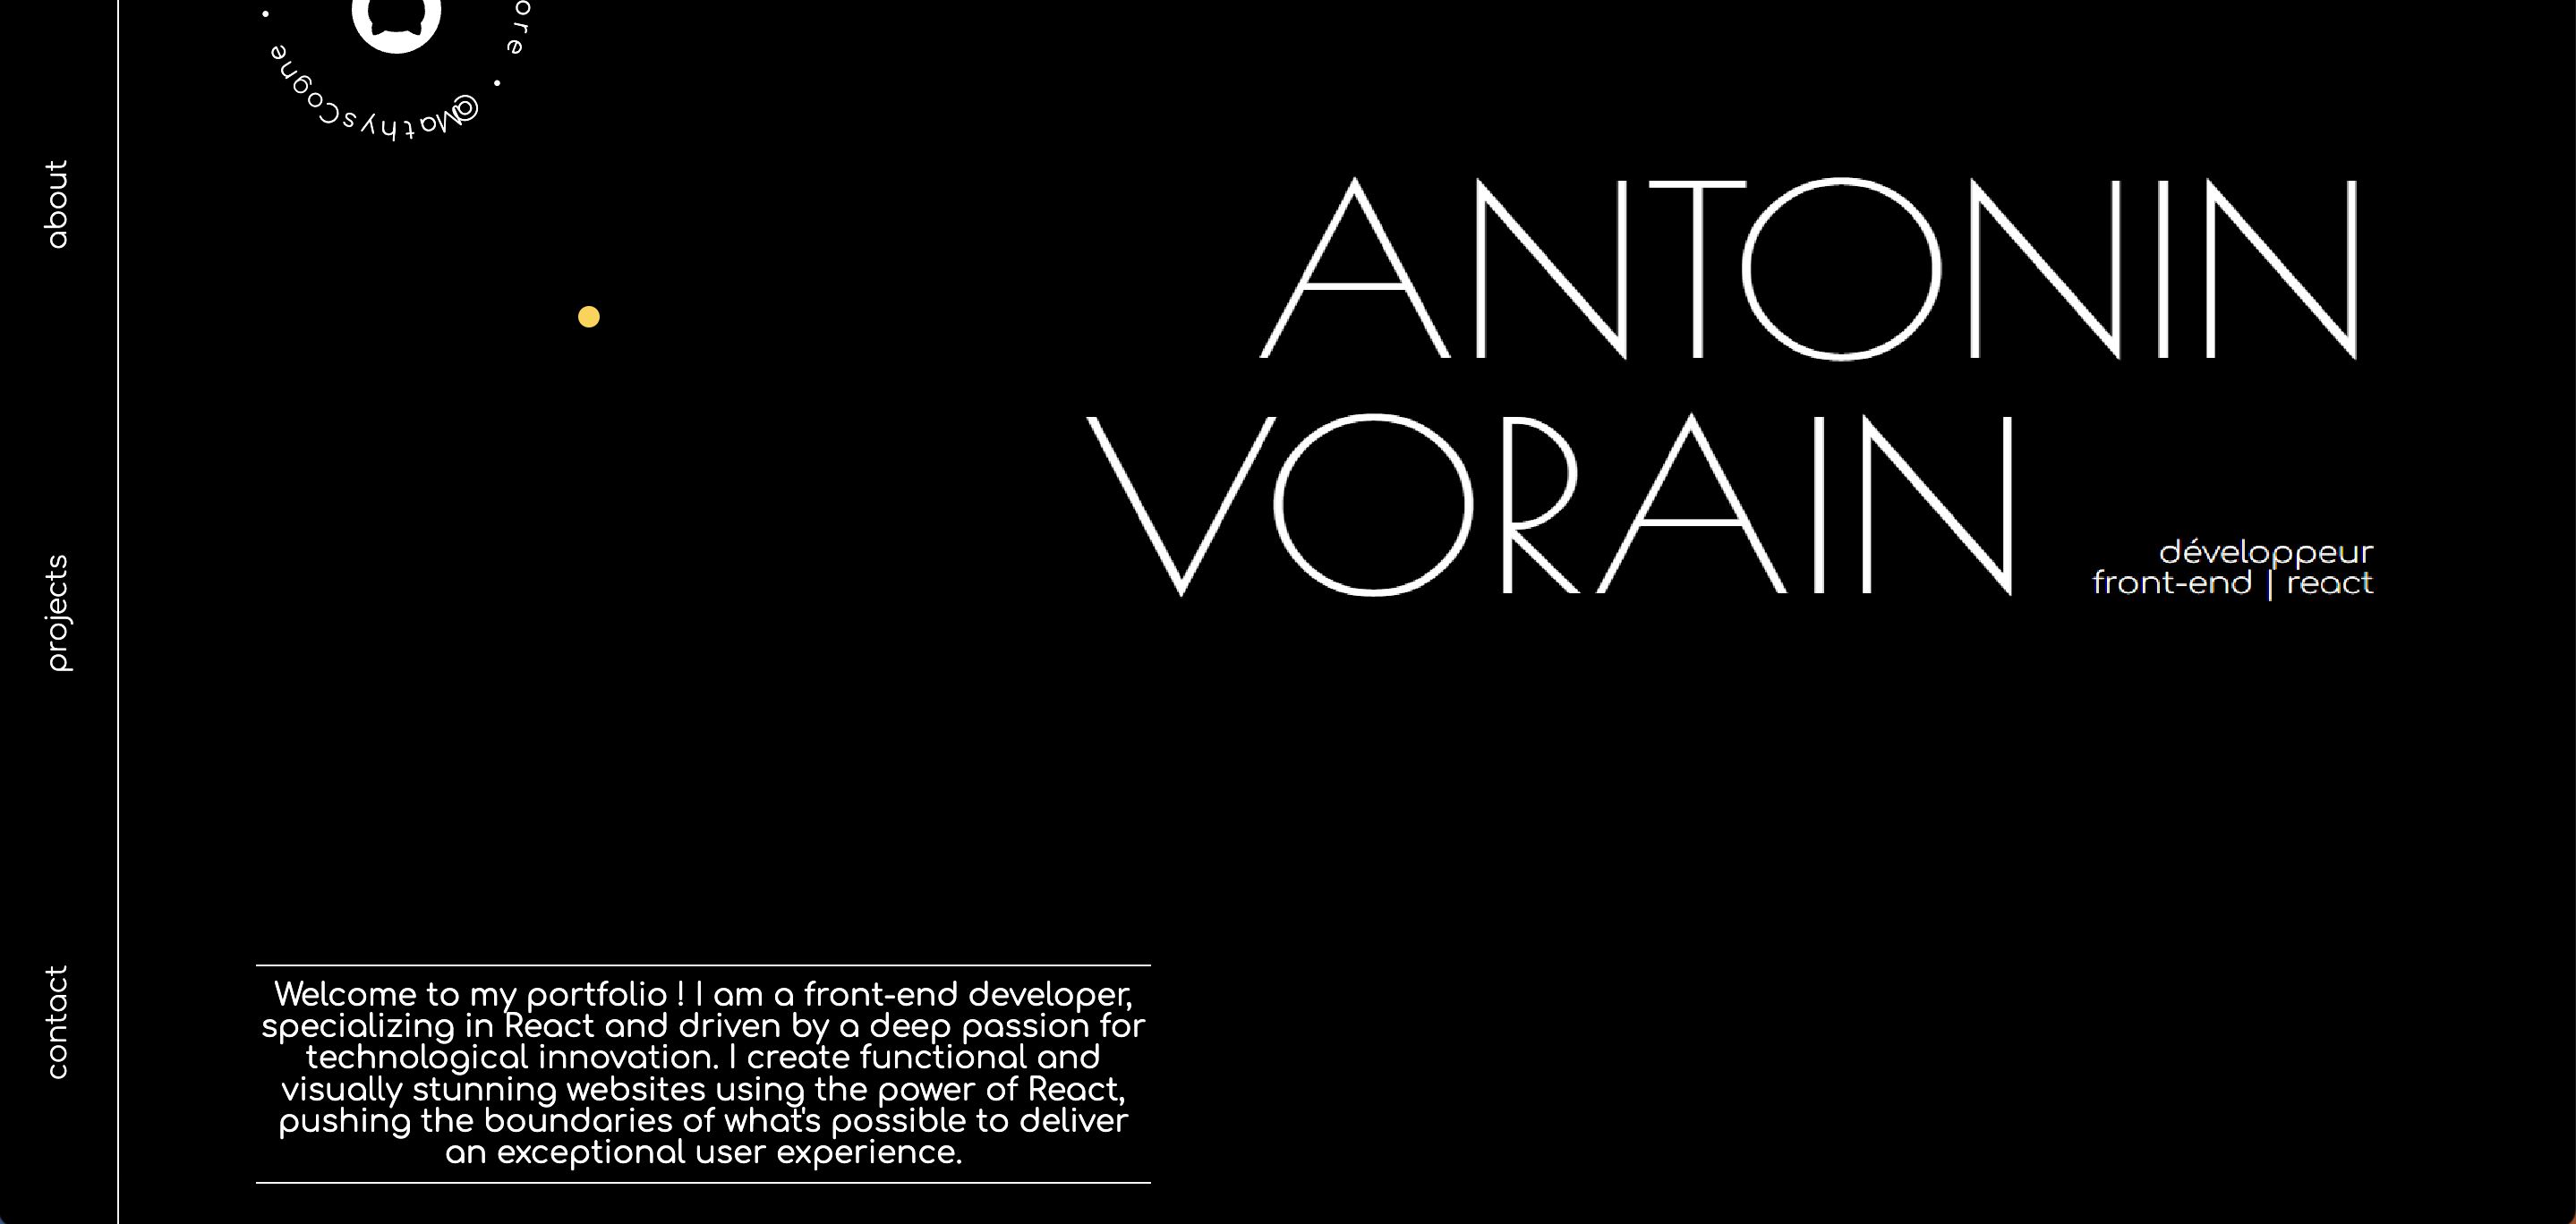 ore • @MathysCogne •
about
projects
contact
ANTONIN
VORAIN
développeur
front-end | react
Welcome to my portfolio ! I am a front-end developer,
specializing in React and driven by a deep passion for
technological innovation. I create functional and
visually stunning websites using the power of React,
pushing the boundaries of what's possible to deliver
an exceptional user experience.